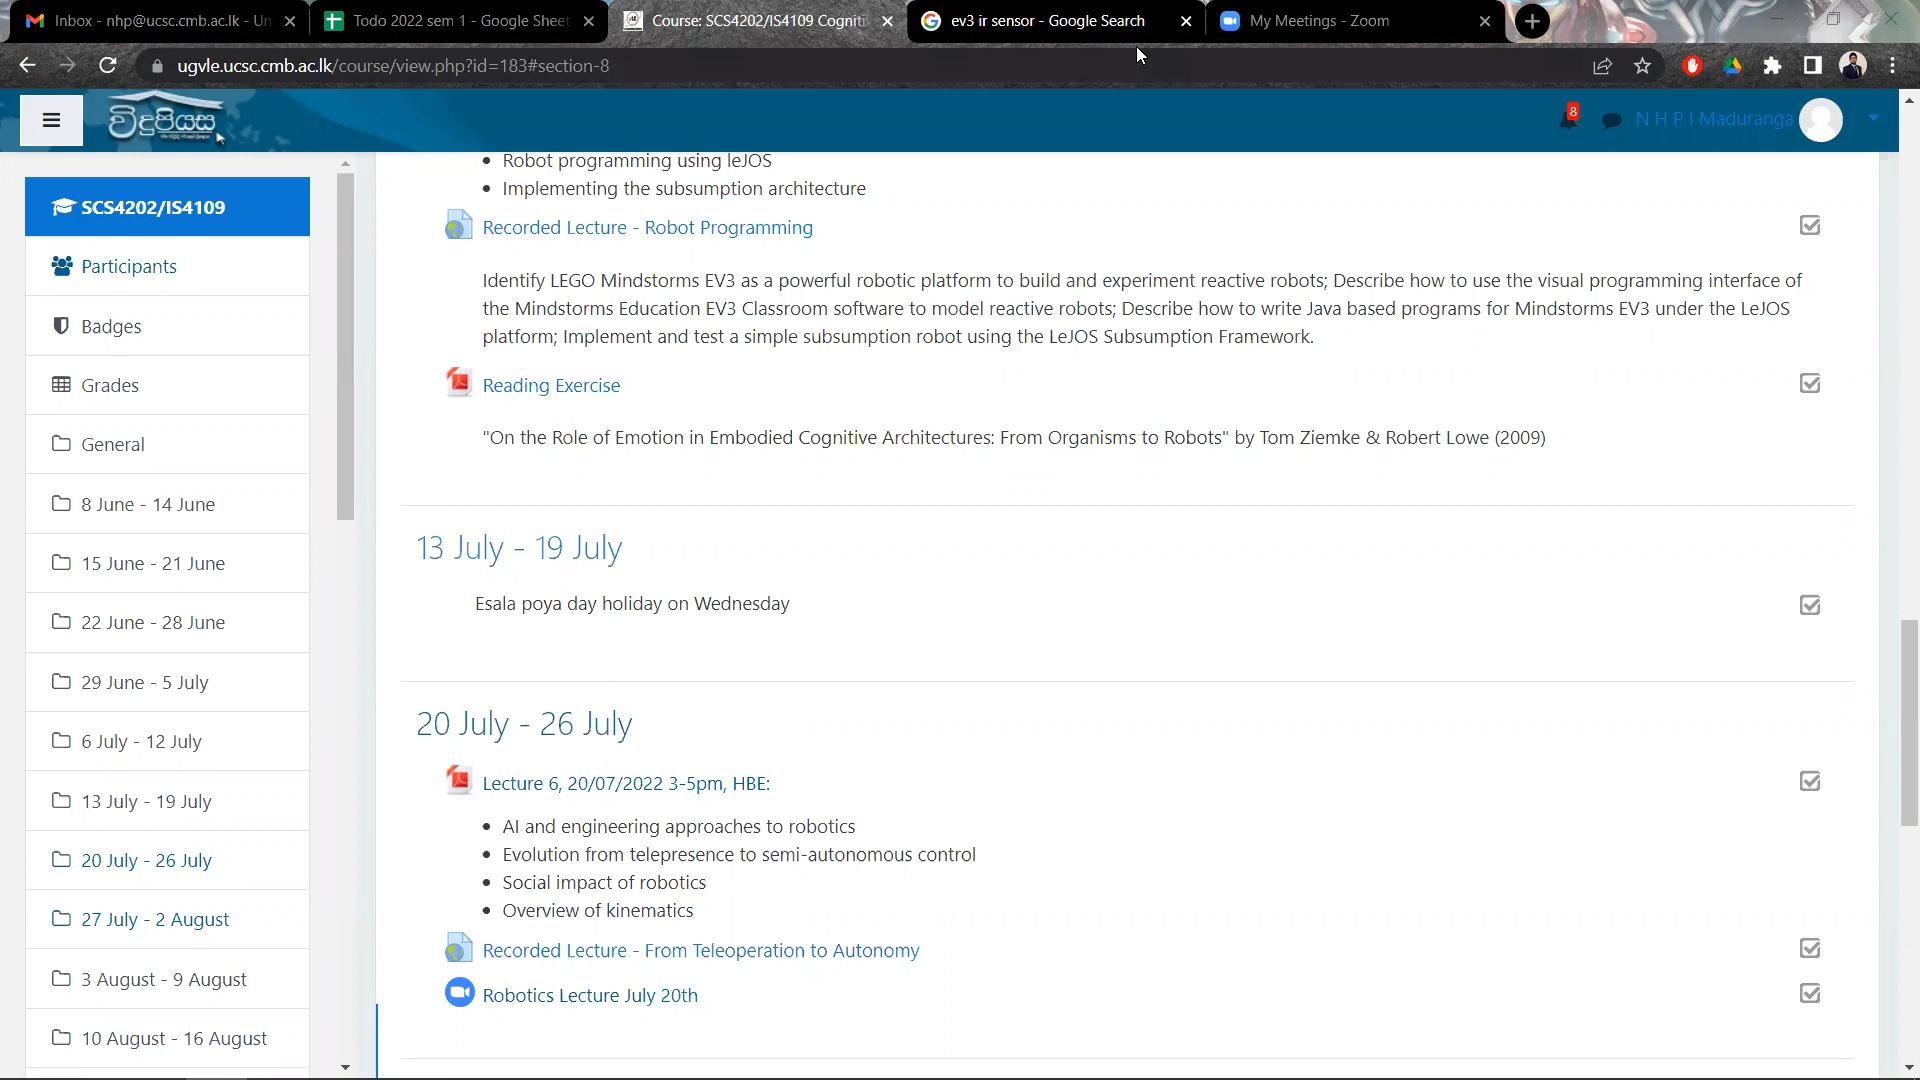 Inbox - nhp@ucsc.cmb.ac.lk - Un
Todo 2022 sem 1 - Google Sheet
Course: SCS4202/IS4109 Cogniti
ev3 ir sensor - Google Search
My Meetings - Zoom
ugvle.ucsc.cmb.ac.lk/course/view.php?id=183#section-8
විදුපියස
8
N H P I Maduranga
SCS4202/IS4109
Participants
Badges
Grades
General
8 June - 14 June
15 June - 21 June
22 June - 28 June
29 June - 5 July
6 July - 12 July
13 July - 19 July
20 July - 26 July
27 July - 2 August
3 August - 9 August
10 August - 16 August
Robot programming using leJOS
Implementing the subsumption architecture
Recorded Lecture - Robot Programming
Identify LEGO Mindstorms EV3 as a powerful robotic platform to build and experiment reactive robots; Describe how to use the visual programming interface of
the Mindstorms Education EV3 Classroom software to model reactive robots; Describe how to write Java based programs for Mindstorms EV3 under the LeJOS
platform; Implement and test a simple subsumption robot using the LeJOS Subsumption Framework.
Reading Exercise
"On the Role of Emotion in Embodied Cognitive Architectures: From Organisms to Robots" by Tom Ziemke & Robert Lowe (2009)
13 July - 19 July
Esala poya day holiday on Wednesday
20 July - 26 July
Lecture 6, 20/07/2022 3-5pm, HBE:
AI and engineering approaches to robotics
Evolution from telepresence to semi-autonomous control
Social impact of robotics
Overview of kinematics
Recorded Lecture - From Teleoperation to Autonomy
Robotics Lecture July 20th